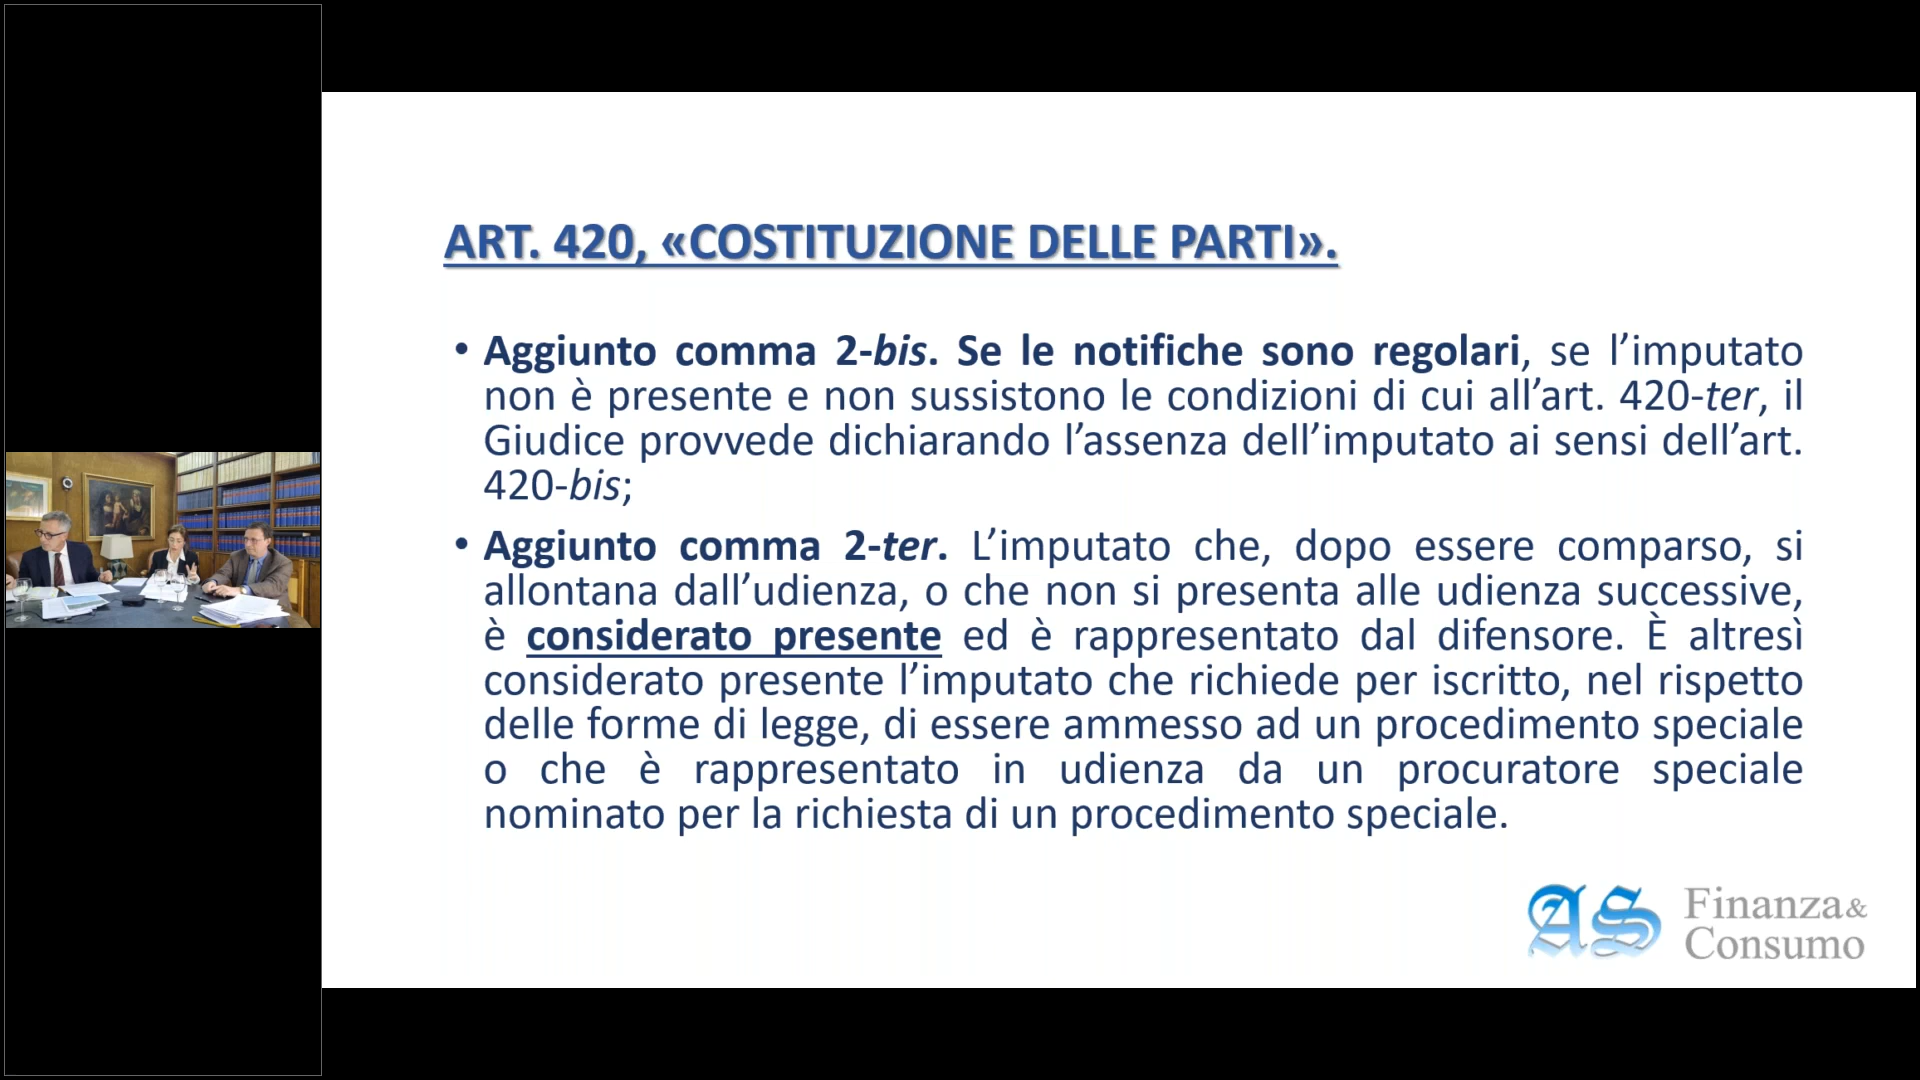 ART. 420, «COSTITUZIONE DELLE PARTI».
• Aggiunto comma 2-bis. Se le notifiche sono regolari, se l’imputato
non è presente e non sussistono le condizioni di cui all’art. 420-ter, il
Giudice provvede dichiarando l’assenza dell’imputato ai sensi dell’art.
420-bis;
• Aggiunto comma 2-ter. L’imputato che, dopo essere comparso, si
allontana dall’udienza, o che non si presenta alle udienza successive,
è considerato presente ed è rappresentato dal difensore. È altresì
considerato presente l’imputato che richiede per iscritto, nel rispetto
delle forme di legge, di essere ammesso ad un procedimento speciale
o che è rappresentato in udienza da un procuratore speciale
nominato per la richiesta di un procedimento speciale.
AS Finanza&
Consumo